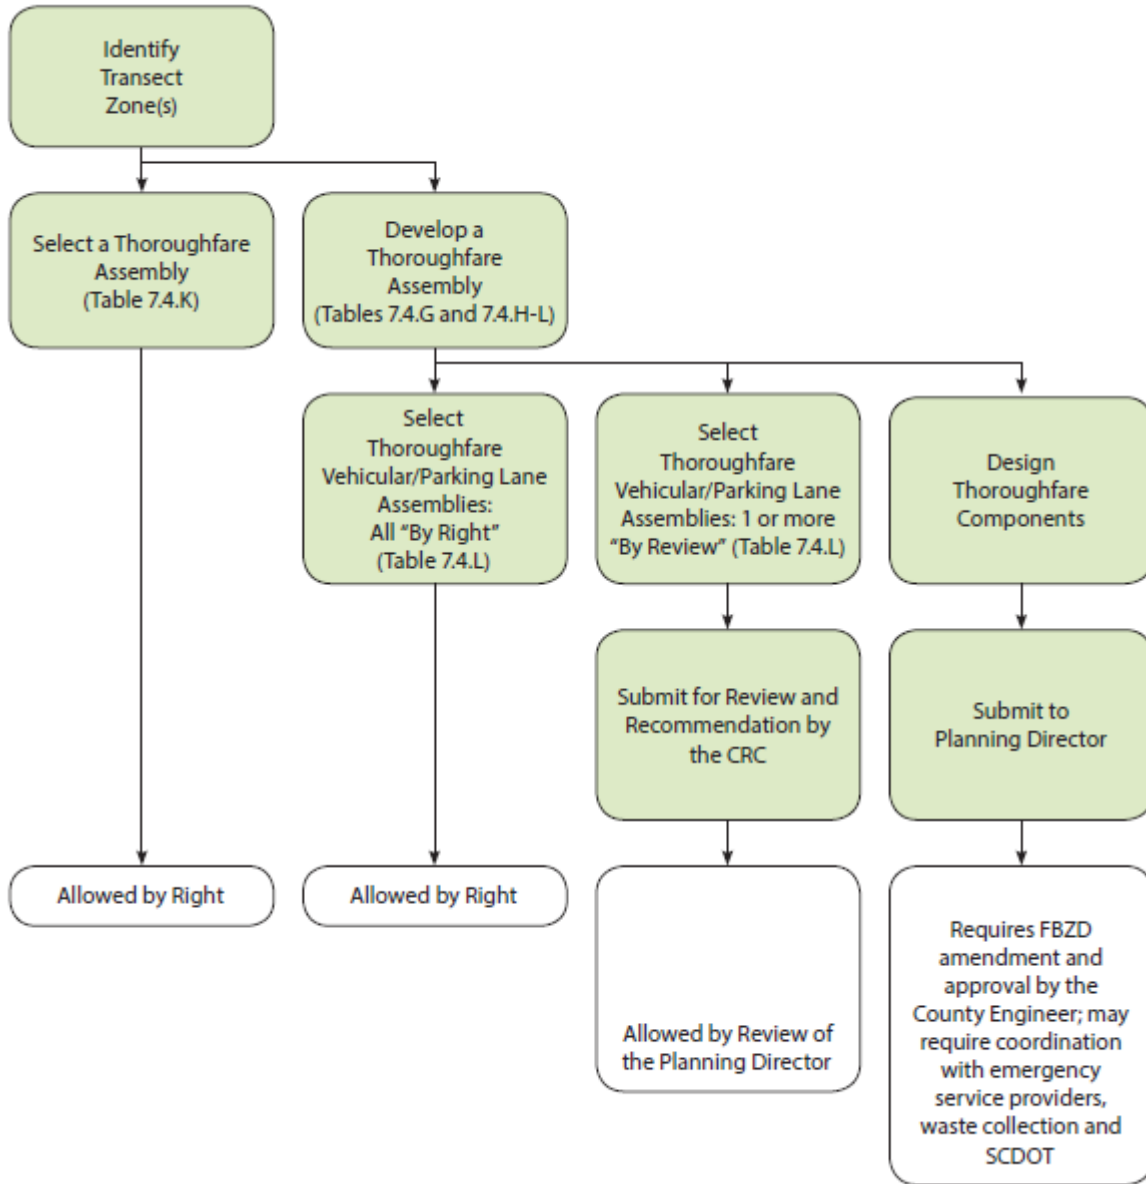 Identify
Transect
Zone(s)
Select a Thoroughfare
Assembly
(Table 7.4.K)
Develop a
Thoroughfare
Assembly
(Tables 7.4.G and 7.4.H-L)
Select
Thoroughfare
Vehicular/Parking Lane
Assemblies:
All “By Right”
(Table 7.4.L)
Select
Thoroughfare
Vehicular/Parking Lane
Assemblies: 1 or more
“By Review” (Table 7.4.L)
Design
Thoroughfare
Components
Submit for Review and
Recommendation by
the CRC
Submit to
Planning Director
Allowed by Right
Allowed by Right
Allowed by Review of
the Planning Director
Requires FBZD
amendment and
approval by the
County Engineer; may
require coordination
with emergency
service providers,
waste collection and
SCDOT